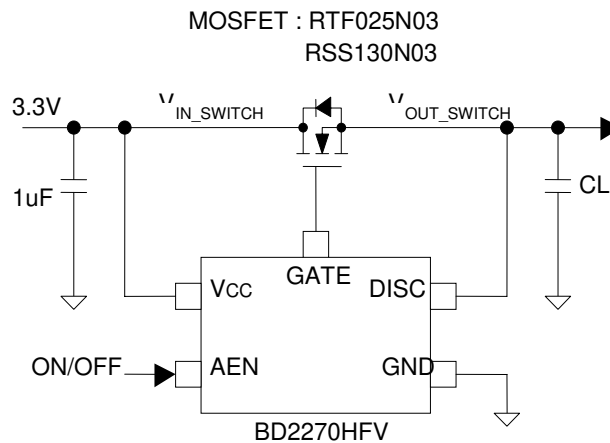 MOSFET : RTF025N03
RSS130N03
3.3V
VIN_SWITCH
VOUT_SWITCH
1uF
CL
GATE
VCC
DISC
ON/OFF
AEN
GND
BD2270HFV